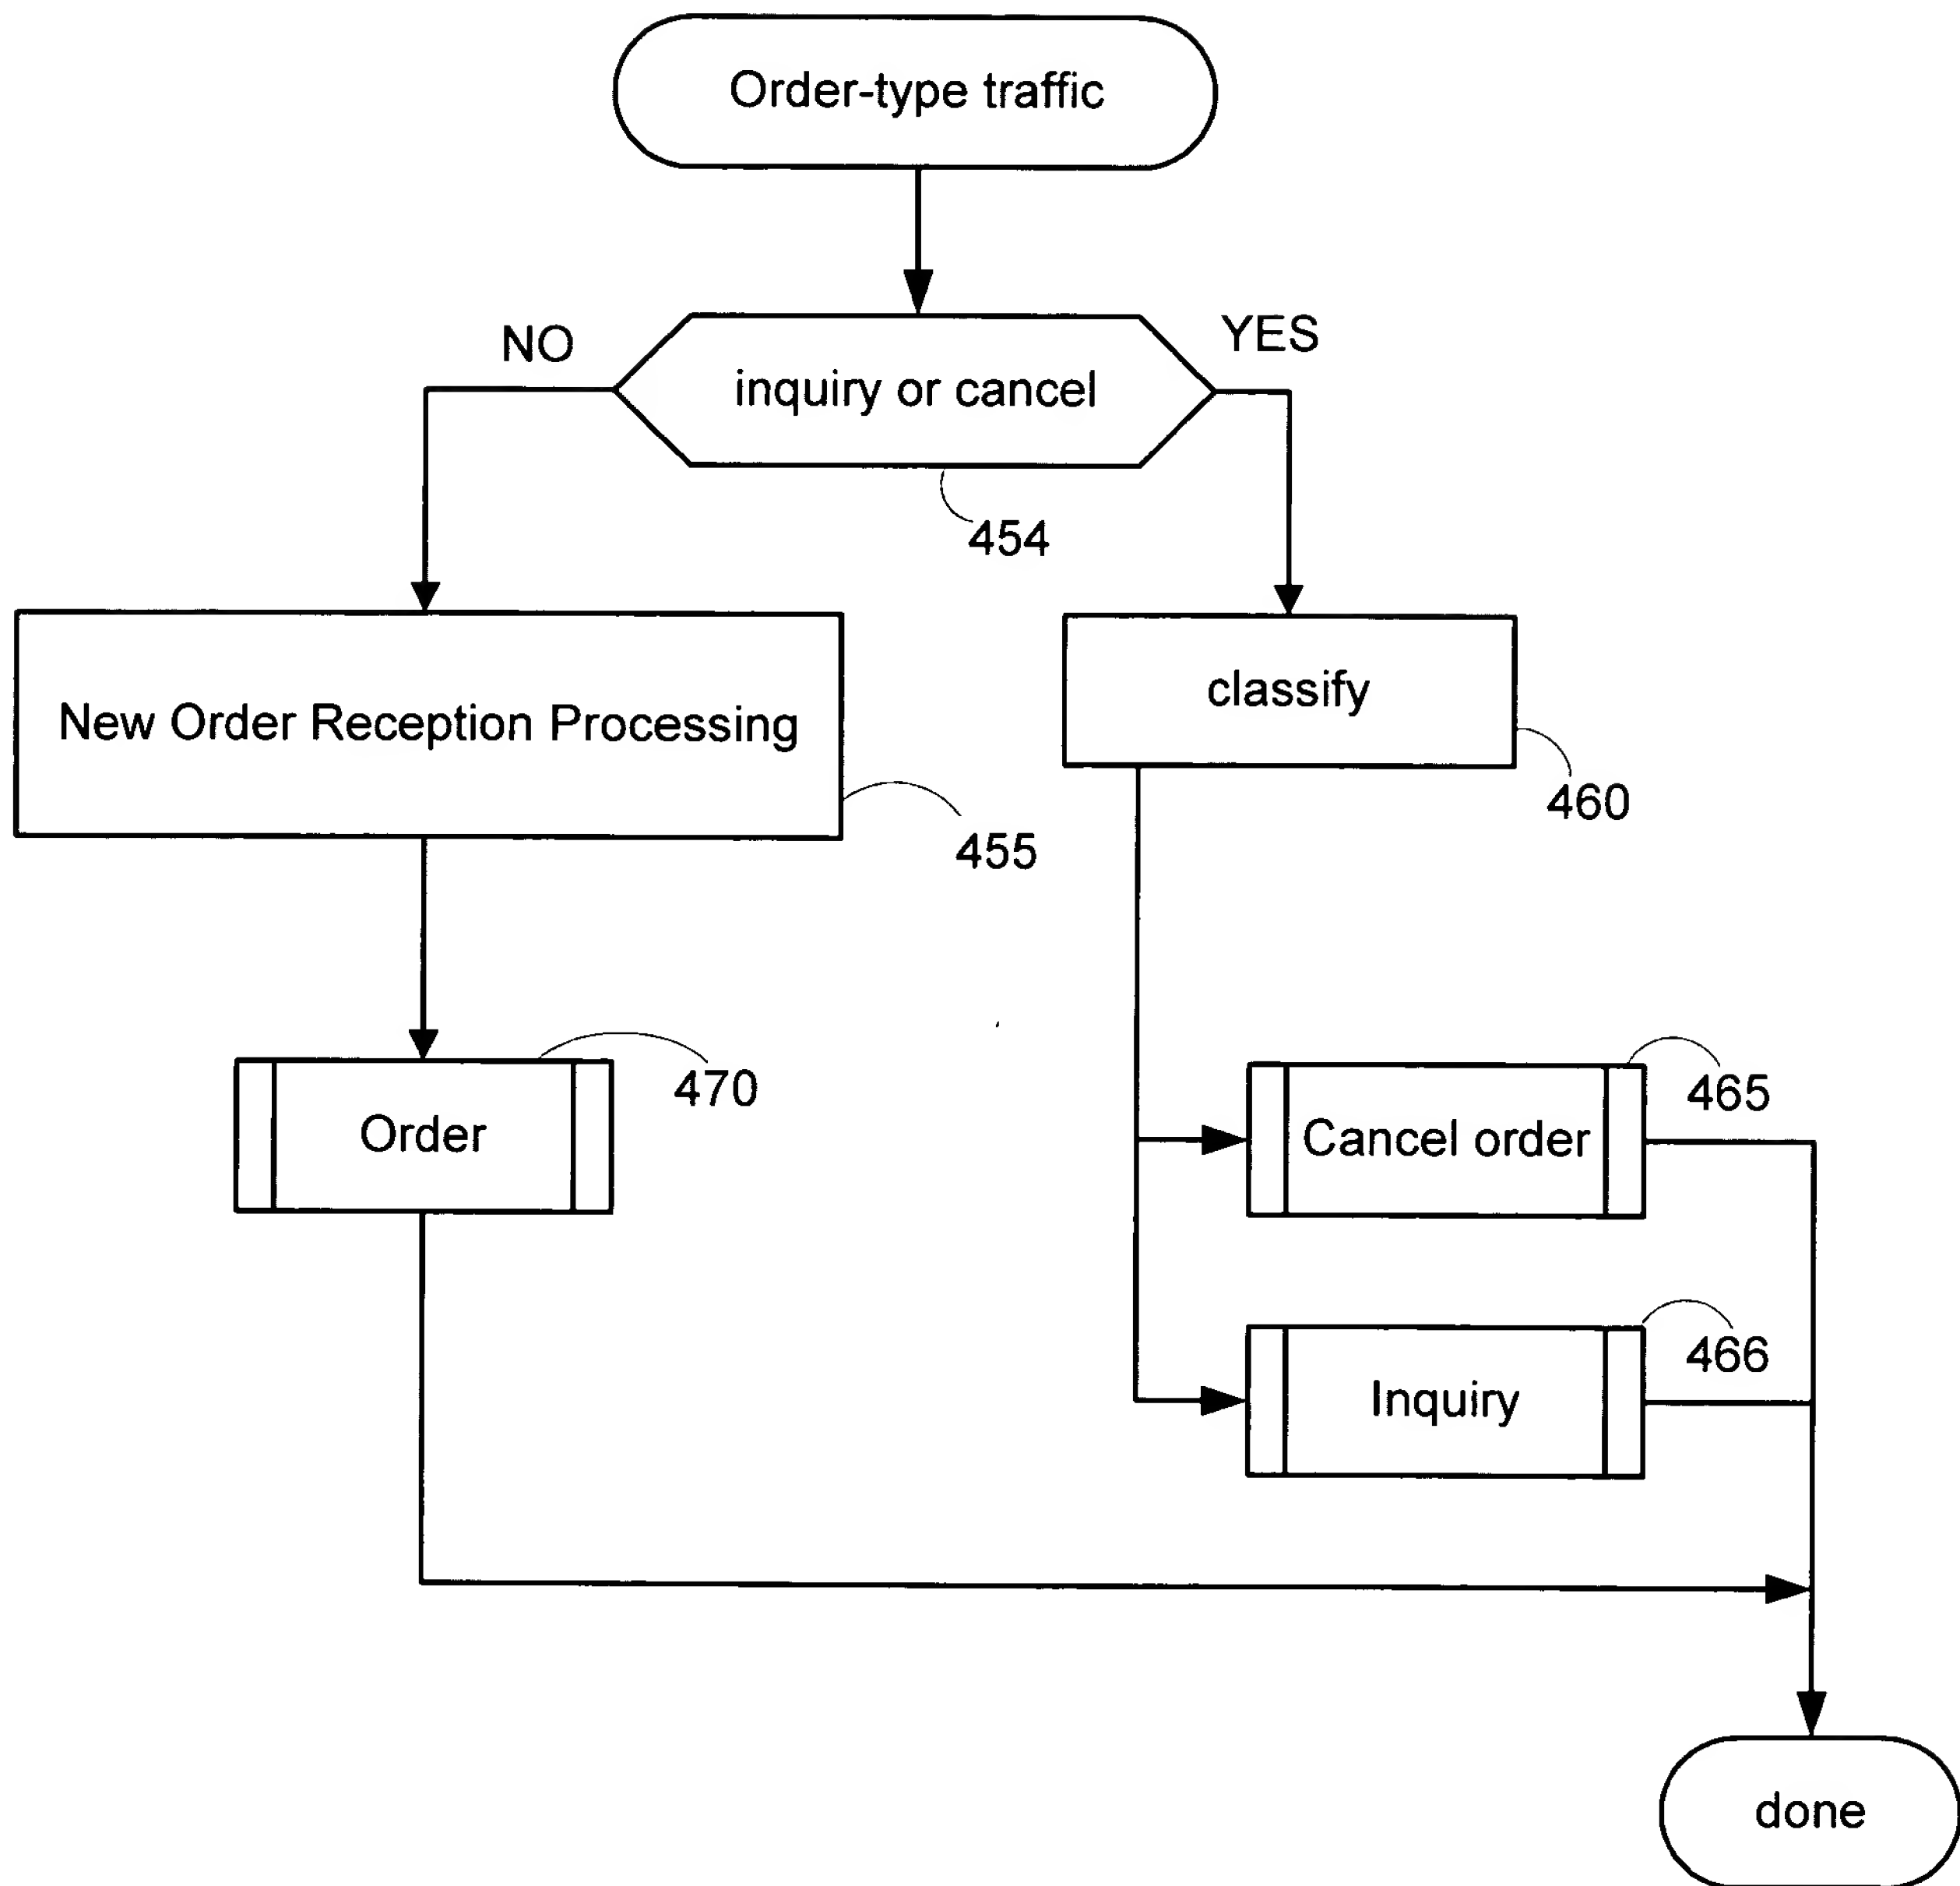 Order-type traffic
NO
YES
inquiry or cancel
454
New Order Reception Processing
classify
460
455
Order
470
Cancel order
465
Inquiry
466
done